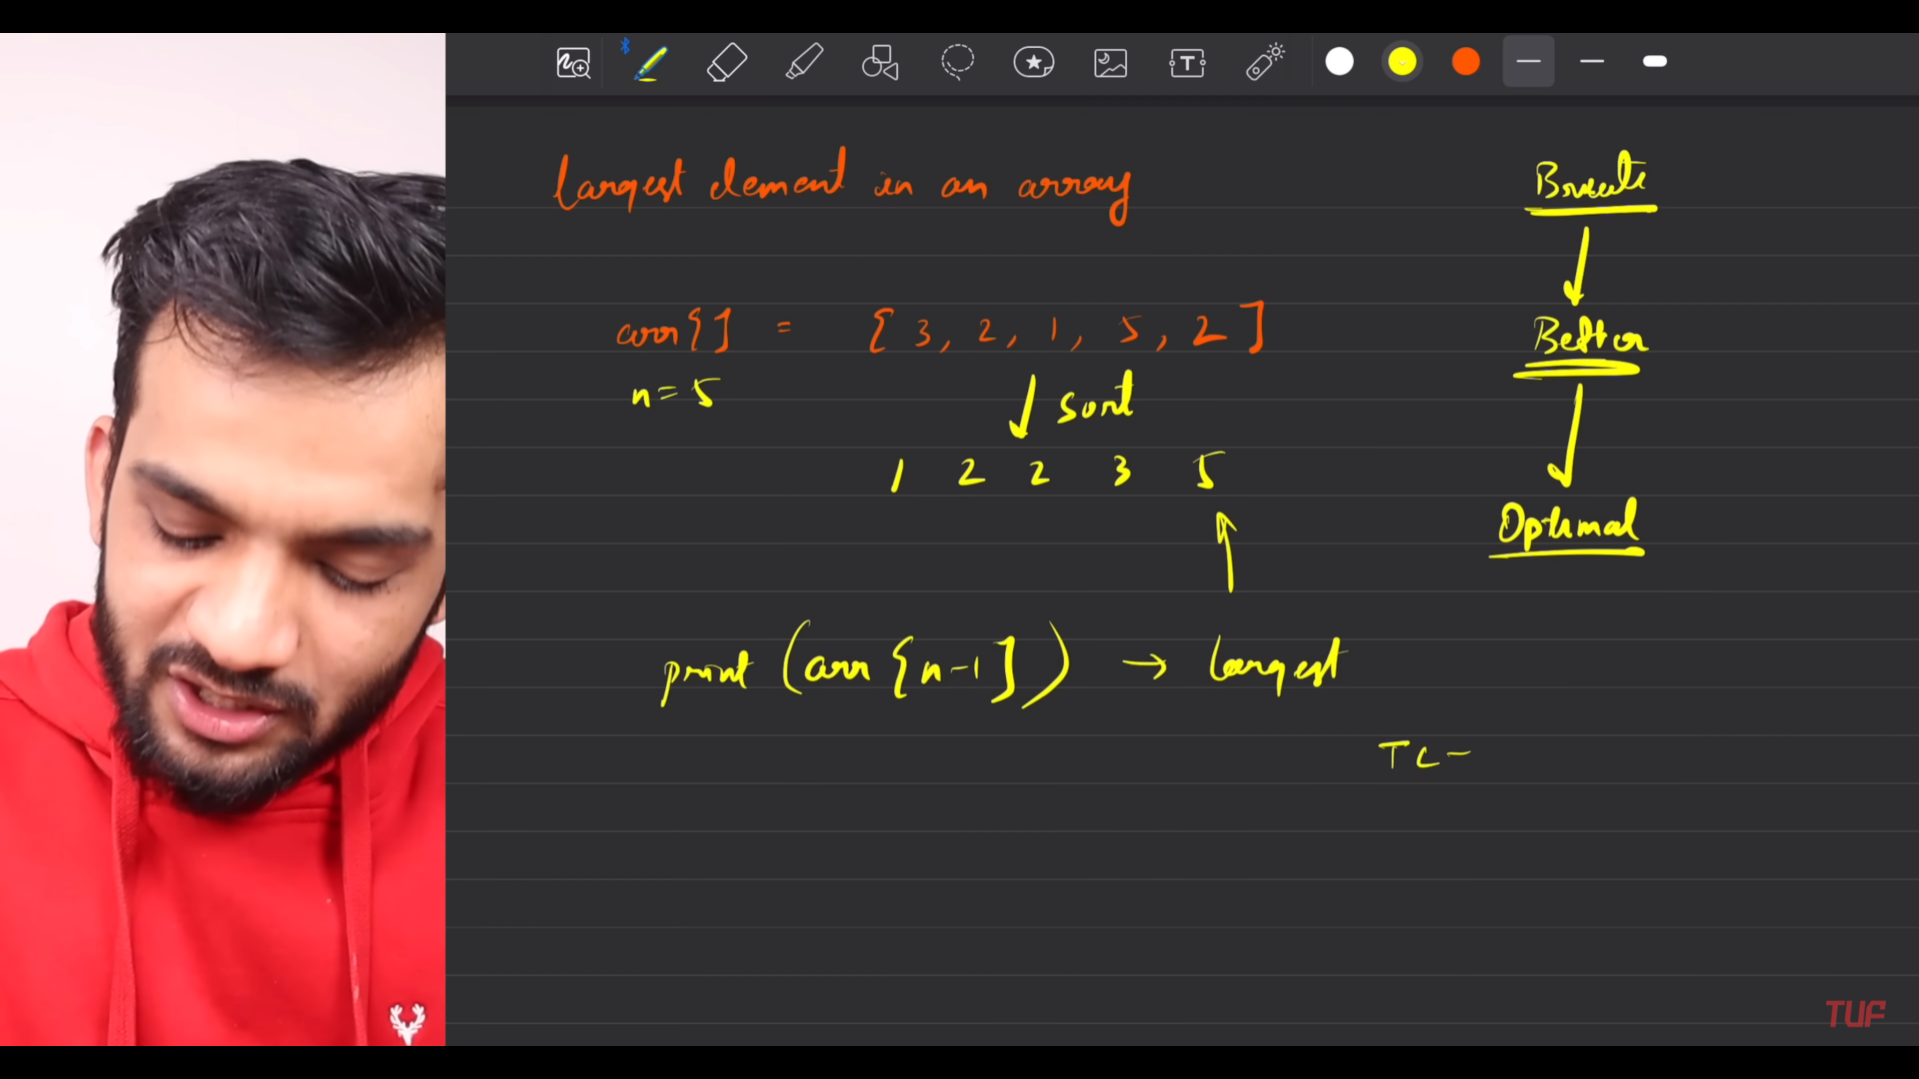 largest element in an array
Brute
arr[] = [3, 2, 1, 5, 2]
Better
n = 5
sort
1 2 2 3 5
Optimal
print (arr[n-1]) → largest
TC -
TUF